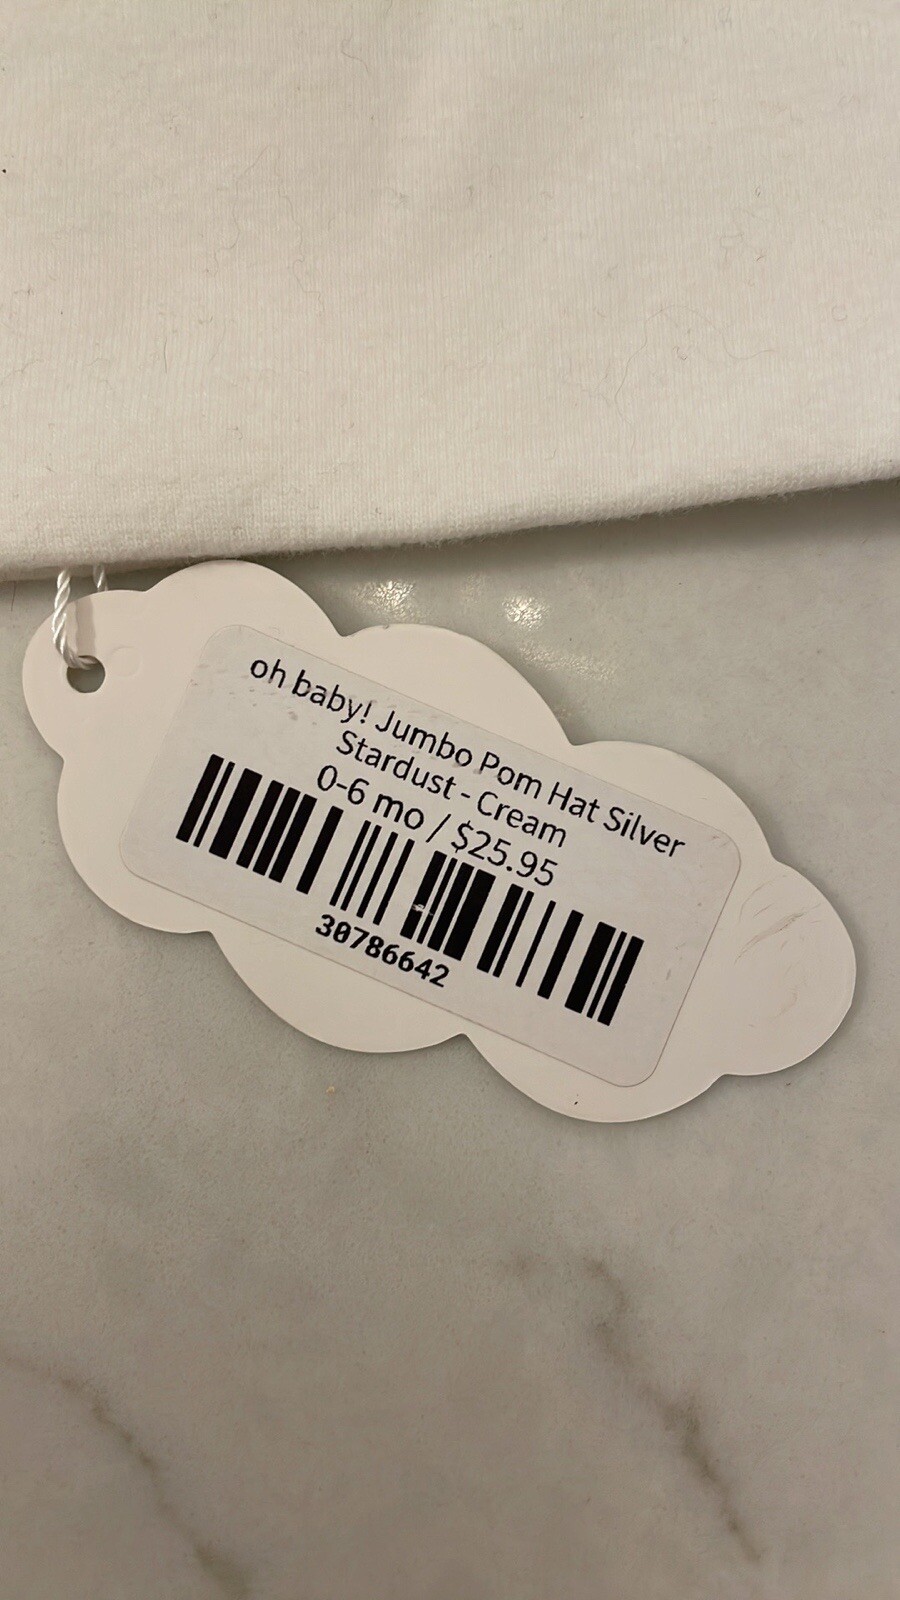 oh baby! Jumbo Pom Hat Silver
Stardust - Cream
0-6 mo / $25.95
30786642